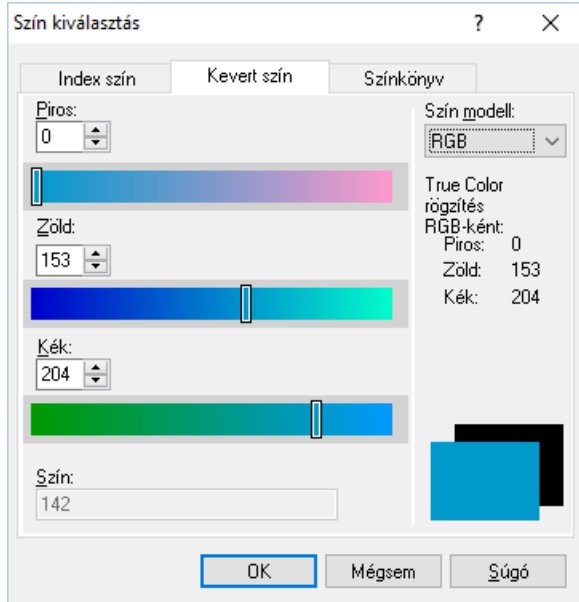 Szín kiválasztás
?
Index szín
Kevert szín
Színkönyv
Piros:
0
Zöld:
153
Kék:
204
Szín:
142
Szín modell:
RGB
True Color
rögzítés
RGB-ként:
Piros: 0
Zöld: 153
Kék: 204
OK
Mégsem
Súgó